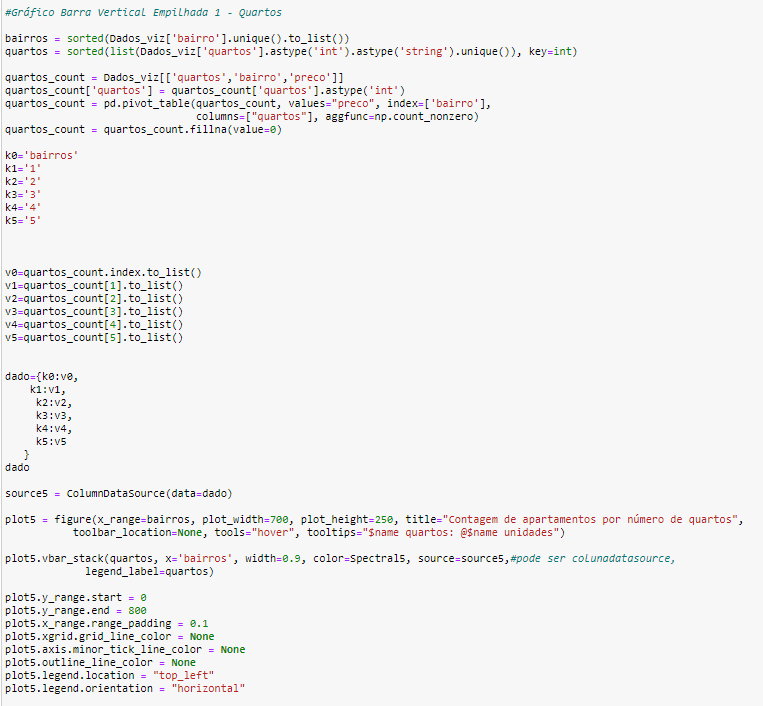 #Gráfico Barra Vertical Empilhada 1 - Quartos
bairros = sorted(Dados_viz['bairro'].unique().to_list())
quartos = sorted(list(Dados_viz['quartos'].astype('int').astype('string').unique()), key=int)
quartos_count = Dados_viz[['quartos','bairro','preco']]
quartos_count['quartos'] = quartos_count['quartos'].astype('int')
quartos_count = pd.pivot_table(quartos_count, values="preco", index=['bairro'],
columns=["quartos"], aggfunc=np.count_nonzero)
quartos_count = quartos_count.fillna(value=0)
k0='bairros'
k1='1'
k2='2'
k3='3'
k4='4'
k5='5'
v0=quartos_count.index.to_list()
v1=quartos_count[1].to_list()
v2=quartos_count[2].to_list()
v3=quartos_count[3].to_list()
v4=quartos_count[4].to_list()
v5=quartos_count[5].to_list()
dado={k0:v0,
k1:v1,
k2:v2,
k3:v3,
k4:v4,
k5:v5
}
dado
source5 = ColumnDataSource(data=dado)
plot5 = figure(x_range=bairros, plot_width=700, plot_height=250, title="Contagem de apartamentos por número de quartos",
toolbar_location=None, tools="hover", tooltips="$name quartos: @$name unidades")
plot5.vbar_stack(quartos, x='bairros', width=0.9, color=Spectral5, source=source5,#pode ser colunadatasource,
legend_label=quartos)
plot5.y_range.start = 0
plot5.y_range.end = 800
plot5.x_range.range_padding = 0.1
plot5.xgrid.grid_line_color = None
plot5.axis.minor_tick_line_color = None
plot5.outline_line_color = None
plot5.legend.location = "top_left"
plot5.legend.orientation = "horizontal"